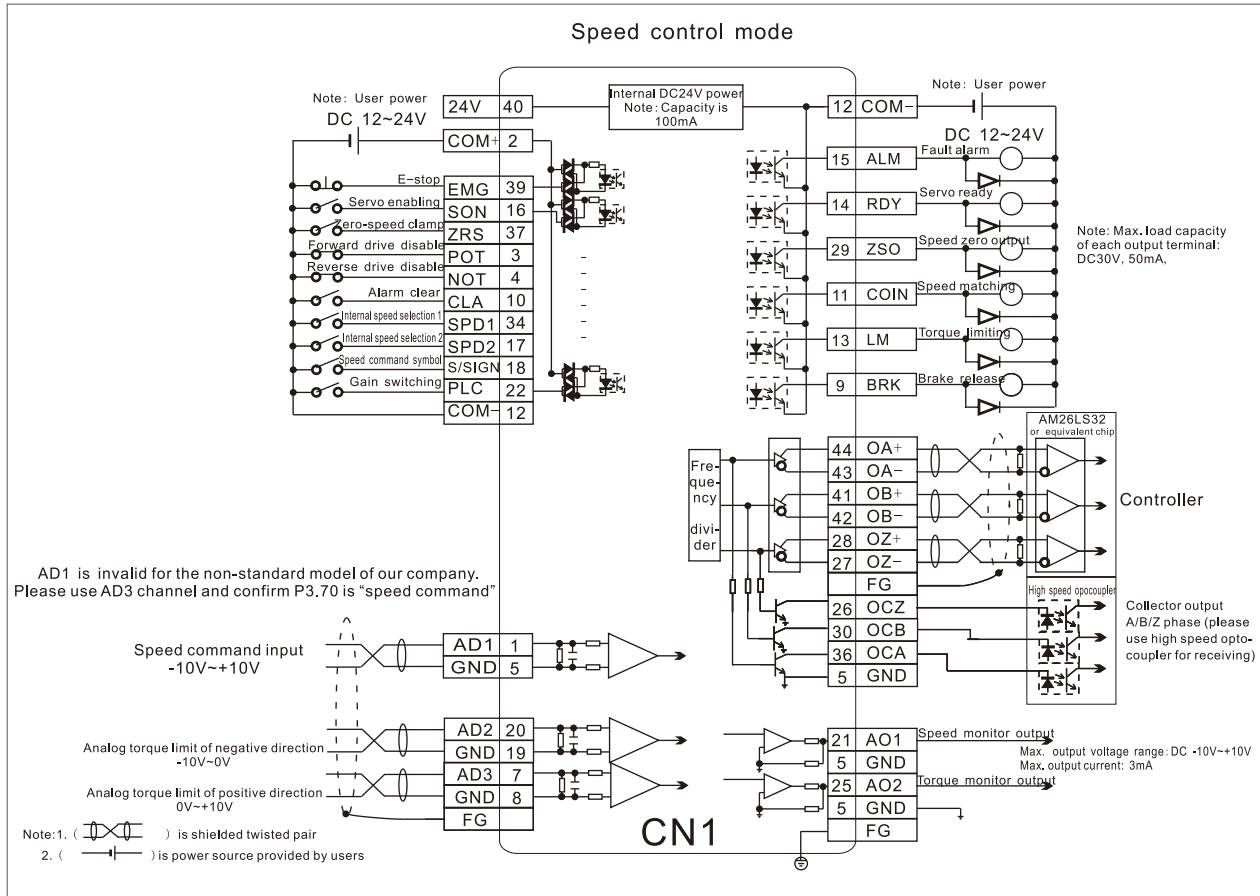 Speed control mode
Note: User power
DC 12~24V
24V 40
COM+ 2
Internal DC24V power
Note: Capacity is
100mA
12 COM-
Note: User power
DC 12~24V
E-stop
EMG 39
Servo enabling
SON 16
Zero-speed clamp
ZRS 37
Forward drive disable
POT 3
Reverse drive disable
NOT 4
Alarm clear
CLA 10
Internal speed selection 1
SPD1 34
Internal speed selection 2
SPD2 17
Speed command symbol
S/SIGN 18
Gain switching
PLC 22
COM- 12
15 ALM Fault alarm
14 RDY Servo ready
29 ZSO Speed zero output
11 COIN Speed matching
13 LM Torque limiting
9 BRK Brake release
Note: Max. load capacity
of each output terminal:
DC30V, 50mA,
AM26LS32
or equivalent chip
Fre-
que-
ncy
divi-
der
44 OA+
43 OA-
41 OB+
42 OB-
28 OZ+
27 OZ-
FG
26 OCZ
30 OCB
36 OCA
5 GND
Controller
High speed opocoupler
Collector output
A/B/Z phase (please
use high speed opto-
coupler for receiving)
AD1 is invalid for the non-standard model of our company.
Please use AD3 channel and confirm P3.70 is "speed command"
Speed command input
-10V~+10V
AD1 1
GND 5
Analog torque limit of negative direction
-10V~0V
AD2 20
GND 19
Analog torque limit of positive direction
0V~+10V
AD3 7
GND 8
FG
21 AO1 Speed monitor output
5 GND
25 AO2 Torque monitor output
5 GND
FG
Max. output voltage range: DC -10V~+10V
Max. output current: 3mA
CN1
Note:1. ( ) is shielded twisted pair
2. ( ) is power source provided by users